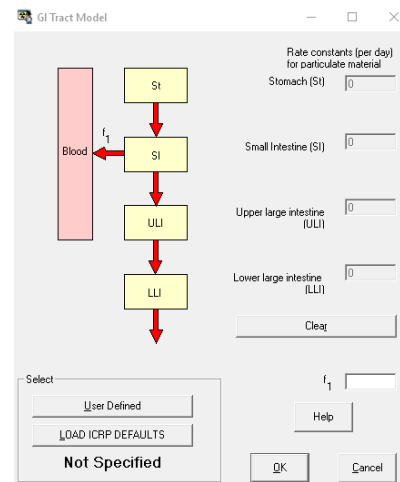 GI Tract Model
Rate constants (per day)
for particulate material
St
Stomach (St)
0
Blood
f1
SI
Small Intestine (SI)
0
ULI
Upper large intestine
(ULI)
0
LLI
Lower large intestine
(LLI)
0
Clear
Select
User Defined
LOAD ICRP DEFAULTS
Not Specified
f1
Help
OK
Cancel